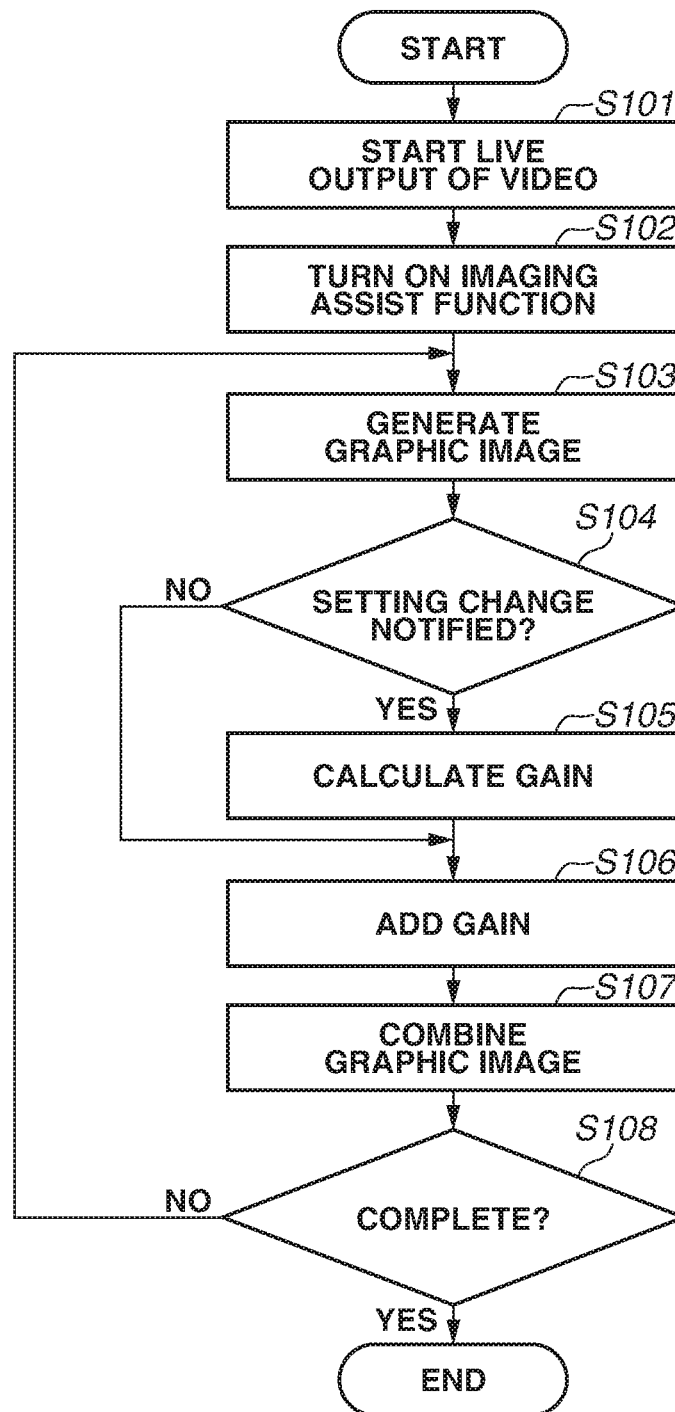 START
S101
START LIVE
OUTPUT OF VIDEO
S102
TURN ON IMAGING
ASSIST FUNCTION
S103
GENERATE
GRAPHIC IMAGE
S104
NO
SETTING CHANGE
NOTIFIED?
YES
S105
CALCULATE GAIN
S106
ADD GAIN
S107
COMBINE
GRAPHIC IMAGE
S108
NO
COMPLETE?
YES
END